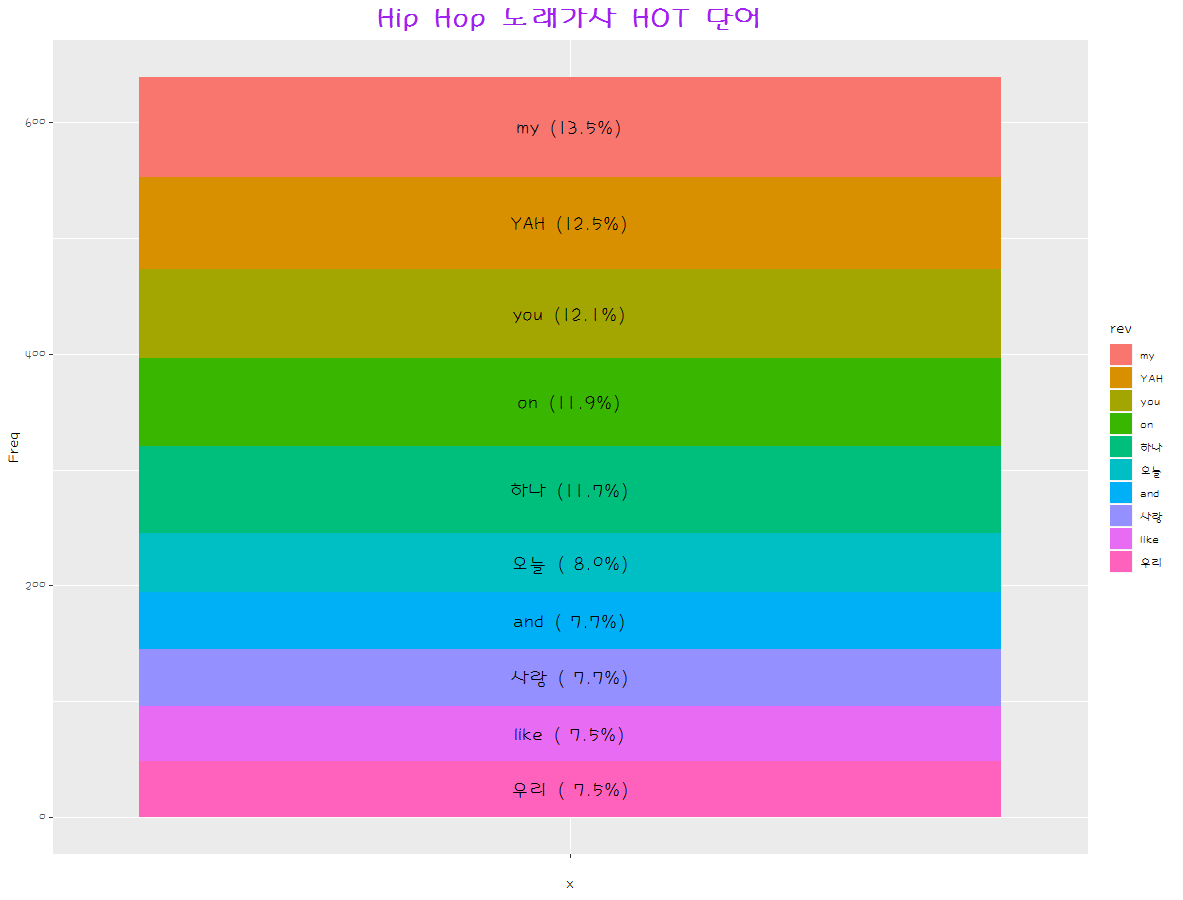 Hip Hop 노래가사 HOT 단어
600
400
200
0
Freq
my (13.5%)
YAH (12.5%)
you (12.1%)
on (11.9%)
하나 (11.7%)
오늘 ( 8.0%)
and ( 7.7%)
사랑 ( 7.7%)
like ( 7.5%)
우리 ( 7.5%)
x
rev
my
YAH
you
on
하나
오늘
and
사랑
like
우리